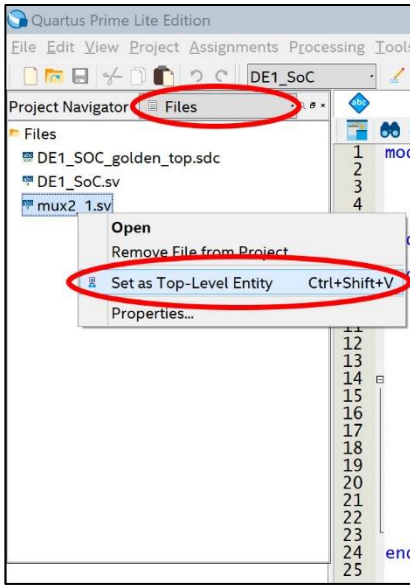 Quartus Prime Lite Edition
File Edit View Project Assignments Processing Tools
DE1_SoC
Project Navigator Files
abc
Files
DE1_SOC_golden_top.sdc
DE1_SoC.sv
mux2_1.sv
Open
Remove File from Project
Set as Top-Level Entity Ctrl+Shift+V
Properties...
1
2
3
4
11
12
13
14
15
16
17
18
19
20
21
22
23
24
25